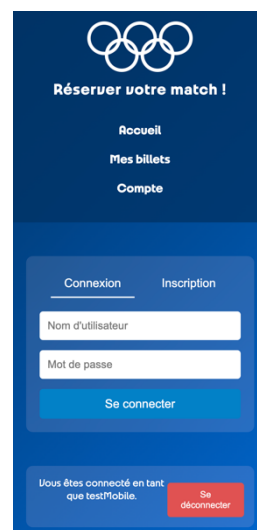 Réserver votre match !
Accueil
Mes billets
Compte
Connexion Inscription
Nom d'utilisateur
Mot de passe
Se connecter
Vous êtes connecté en tant
que testMobile.
Se
déconnecter